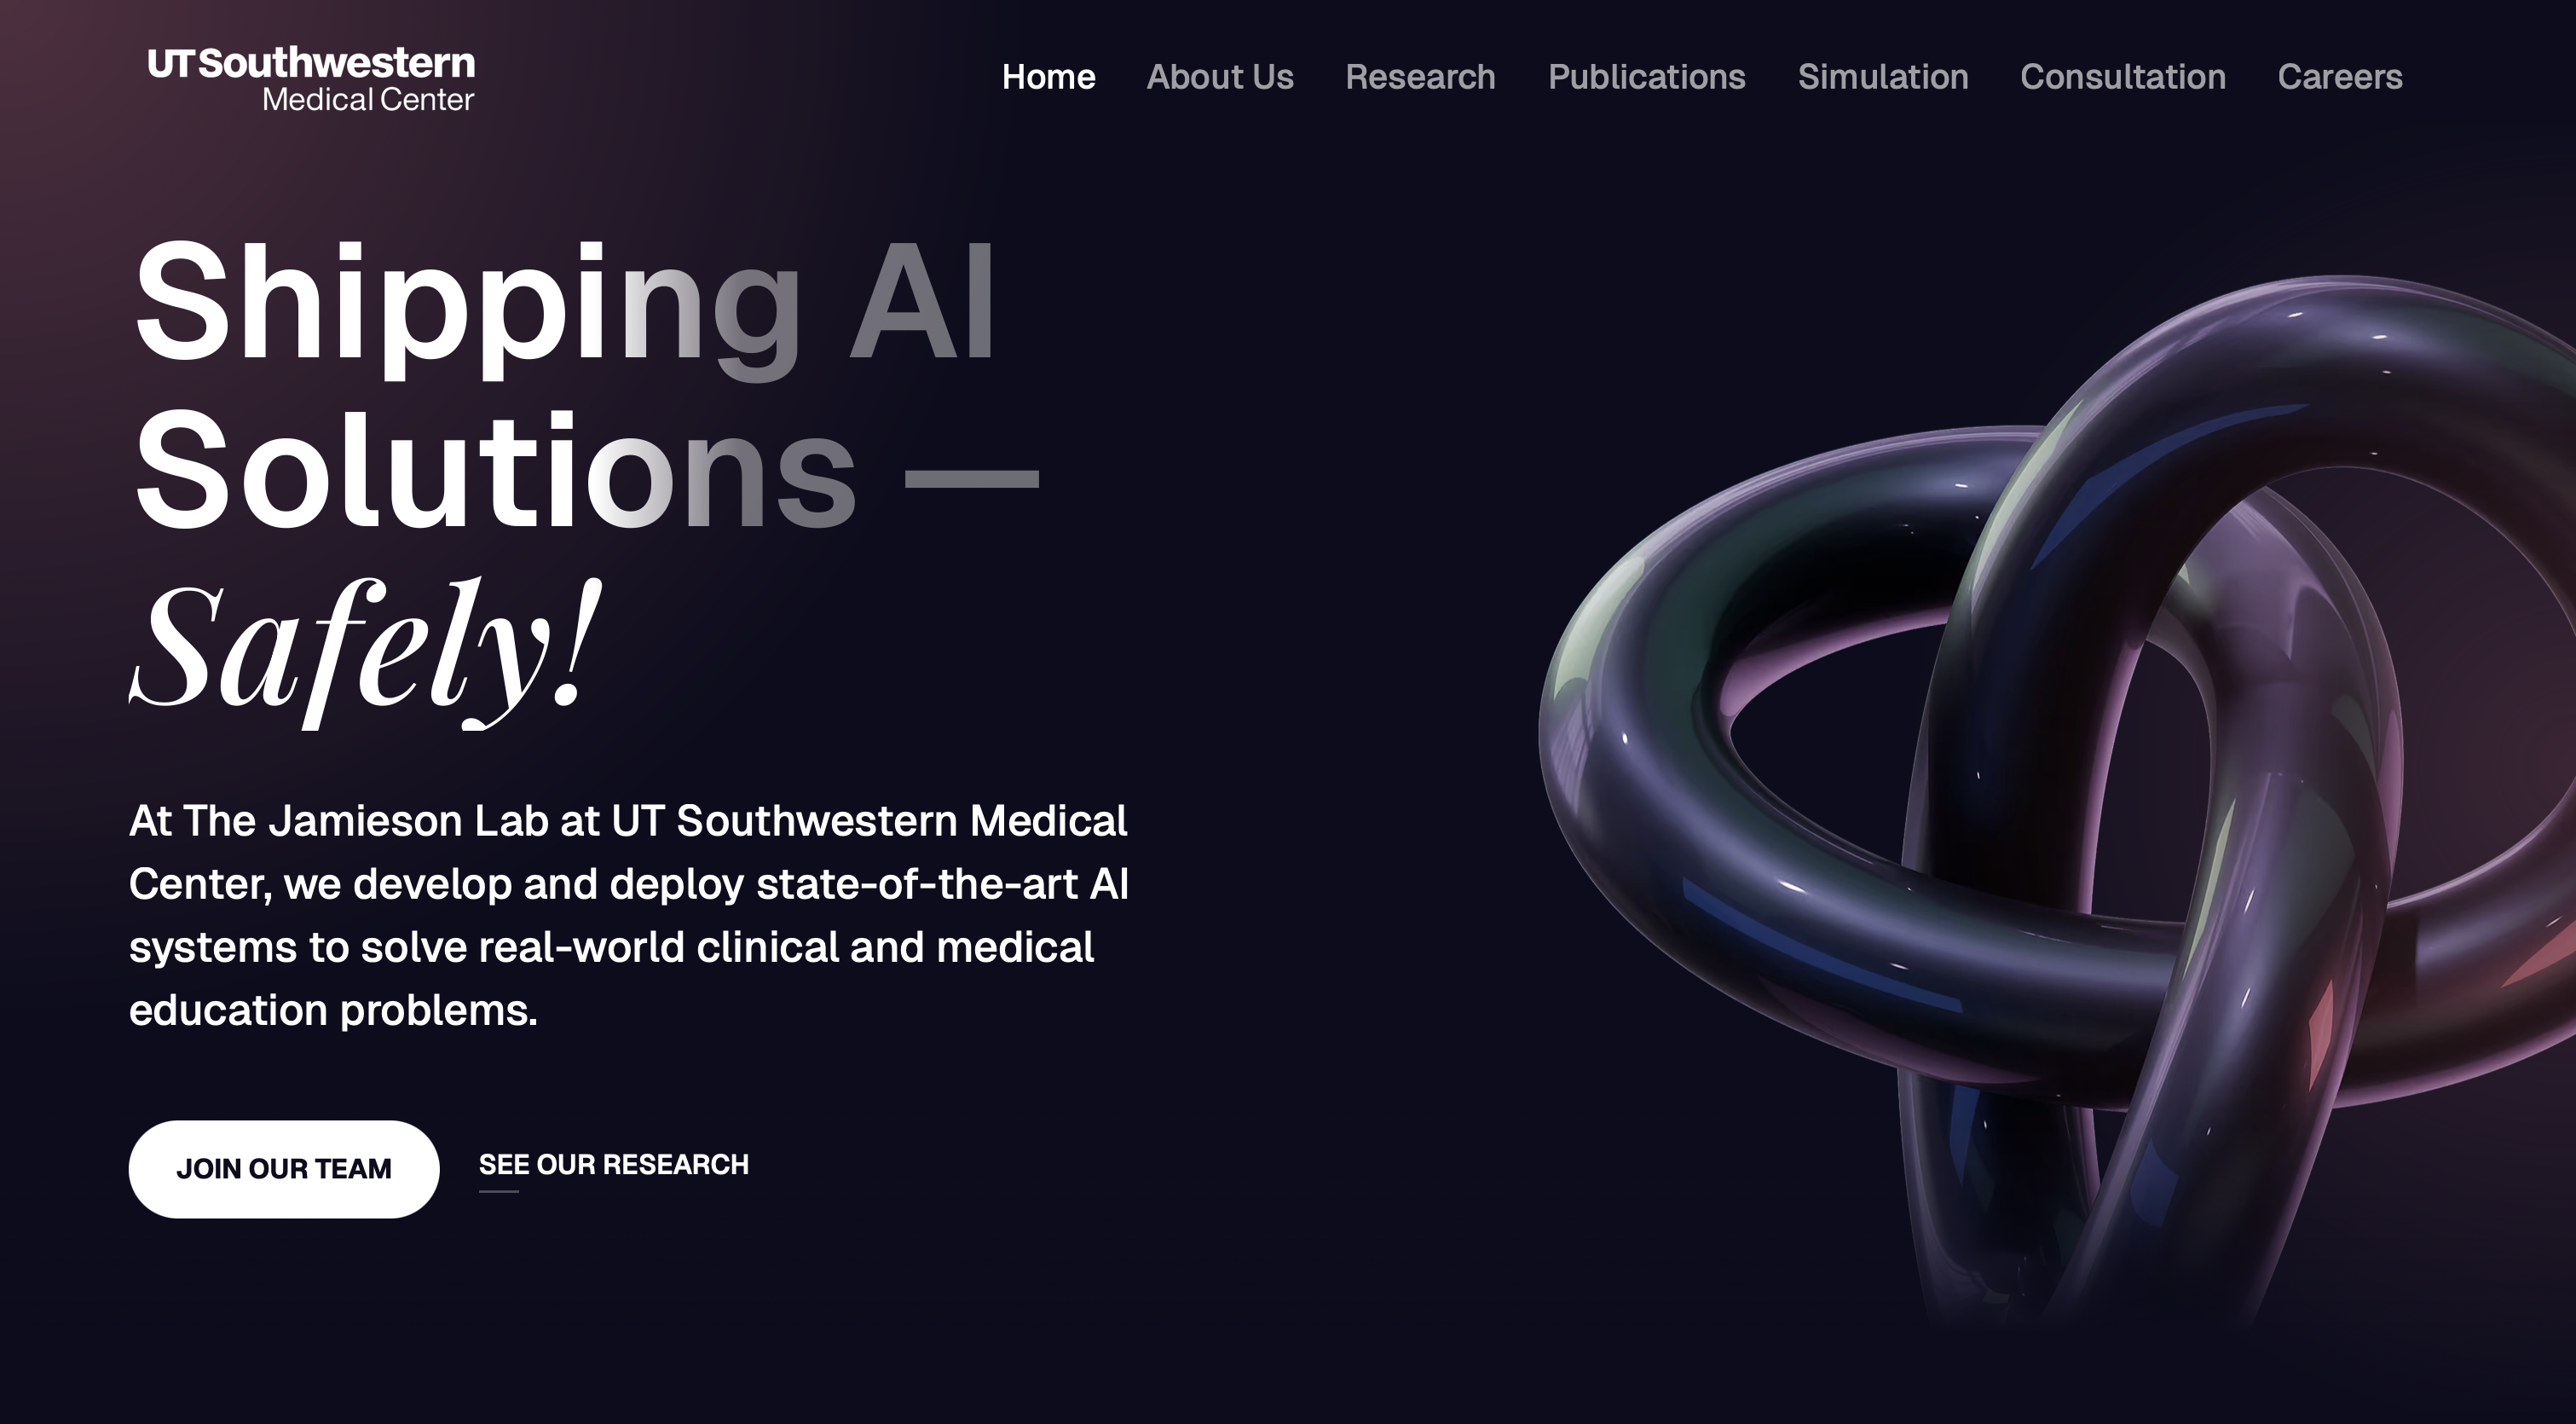 UT Southwestern
Medical Center
Home About Us Research Publications Simulation Consultation Careers
Shipping AI
Solutions —
Safely!
At The Jamieson Lab at UT Southwestern Medical
Center, we develop and deploy state-of-the-art AI
systems to solve real-world clinical and medical
education problems.
JOIN OUR TEAM SEE OUR RESEARCH